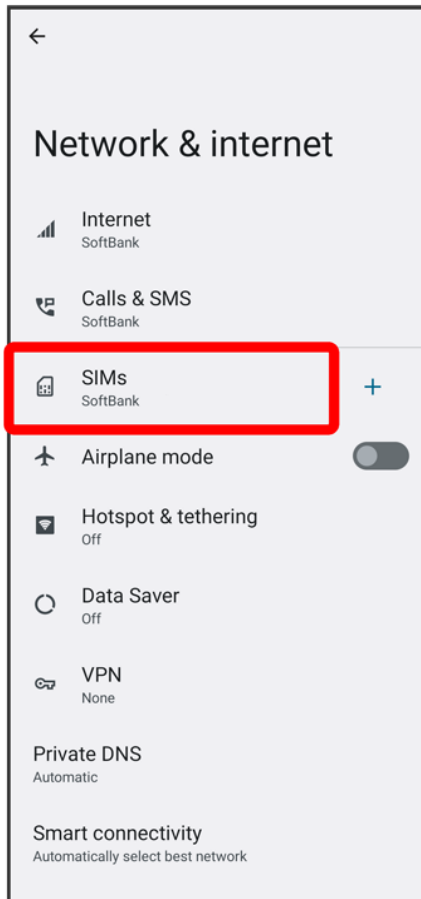 Network & internet
Internet
SoftBank
Calls & SMS
SoftBank
SIMs
SoftBank
Airplane mode
Hotspot & tethering
Off
Data Saver
Off
VPN
None
Private DNS
Automatic
Smart connectivity
Automatically select best network